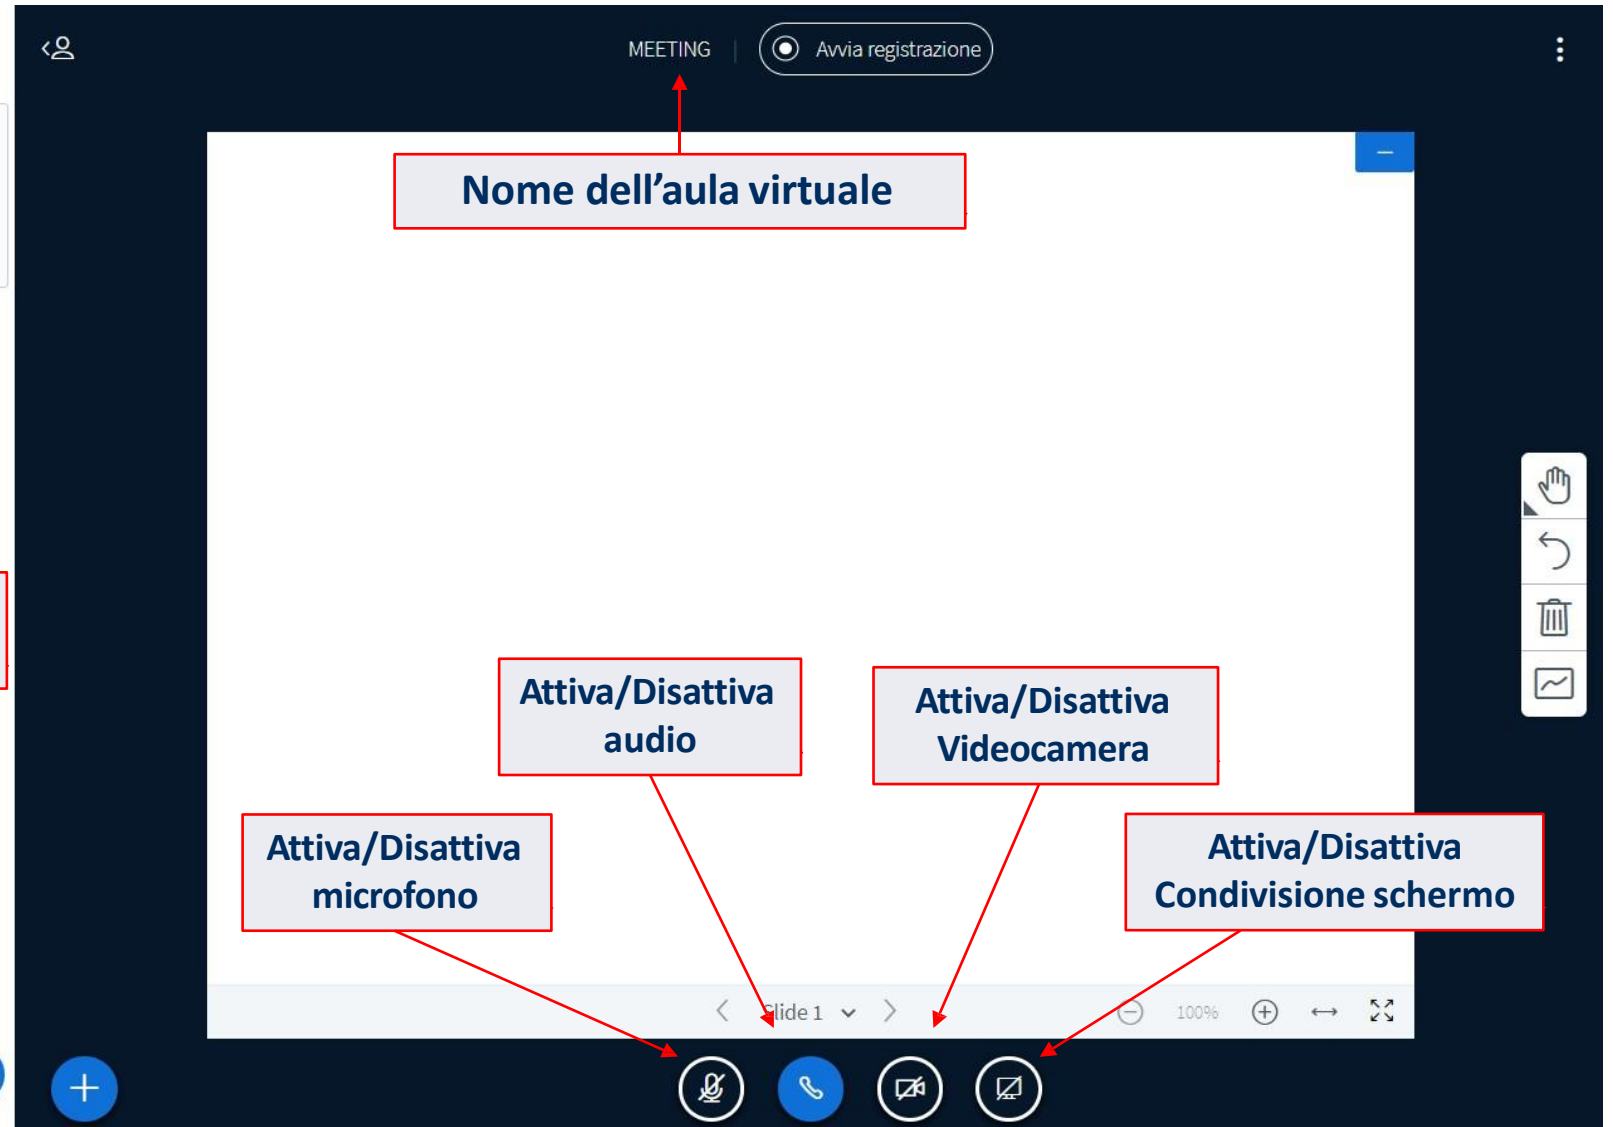 MEETING
Avvia registrazione
Nome dell’aula virtuale
Attiva/Disattiva
audio
Attiva/Disattiva
Videocamera
Attiva/Disattiva
microfono
Attiva/Disattiva
Condivisione schermo
Slide 1
100%